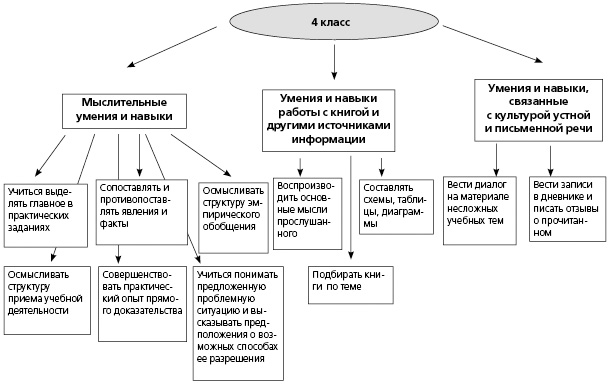 4 класс
Мыслительные
умения и навыки
Умения и навыки
работы с книгой и
другими источниками
информации
Умения и навыки,
связанные
с культурой устной
и письменной речи
Учиться выде-
лять главное в
практических
заданиях
Сопоставлять и
противопостав-
лять явления и
факты
Осмысливать
структуру эм-
пирического
обобщения
Воспроизво-
дить основ-
ные мысли
прослушан-
ного
Составлять
схемы, табли-
цы, диаграм-
мы
Вести диалог
на материале
несложных
учебных тем
Вести записи
в дневнике и
писать отзывы
о прочитан-
ном
Осмысливать
структуру
приема учебной
деятельности
Совершенство-
вать практичес-
кий опыт прямо-
го доказательства
Учиться понимать
предложенную
проблемную
ситуацию и вы-
сказывать пред-
положения о воз-
можных способах
ее разрешения
Подбирать кни-
ги по теме